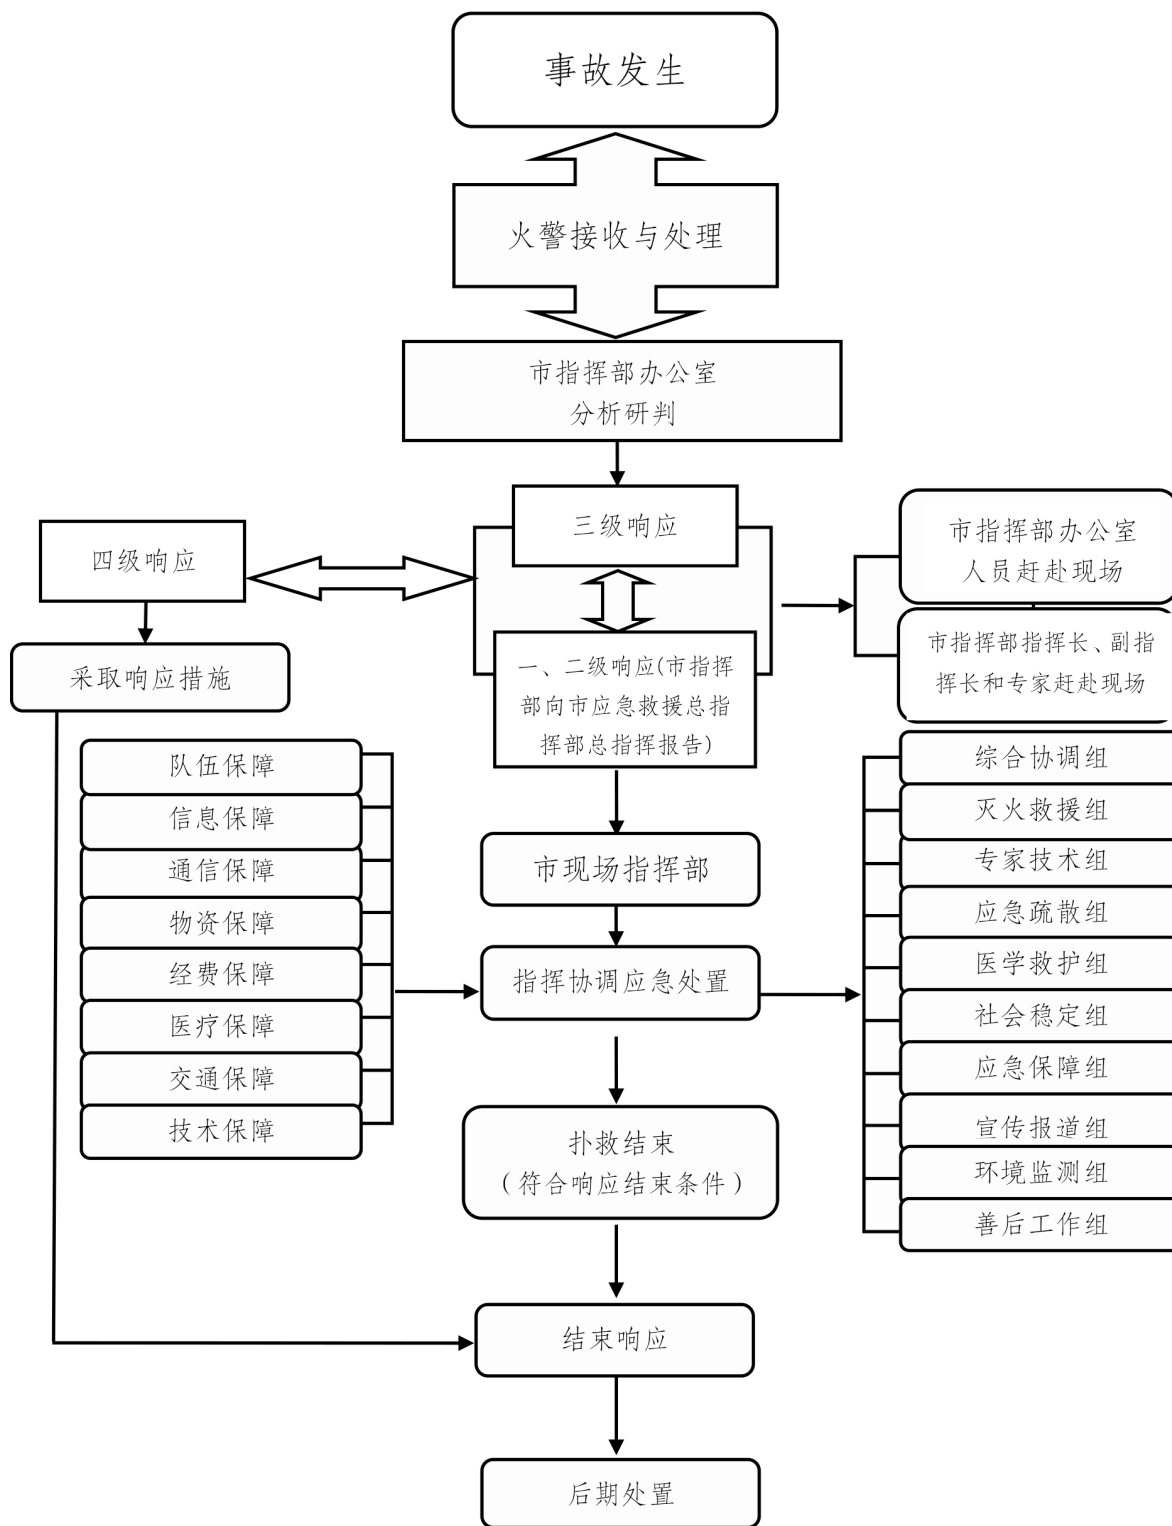 事故发生
火警接收与处理
市指挥部办公室
分析研判
三级响应
四级响应
市指挥部办公室
人员赶赴现场
采取响应措施
一、二级响应(市指挥
部向市应急救援总指
挥部总指挥报告)
市指挥部指挥长、副指
挥长和专家赶赴现场
队伍保障
信息保障
通信保障
物资保障
经费保障
医疗保障
交通保障
技术保障
市现场指挥部
指挥协调应急处置
综合协调组
灭火救援组
专家技术组
应急疏散组
医学救护组
社会稳定组
应急保障组
宣传报道组
环境监测组
善后工作组
扑救结束
（符合响应结束条件）
结束响应
后期处置